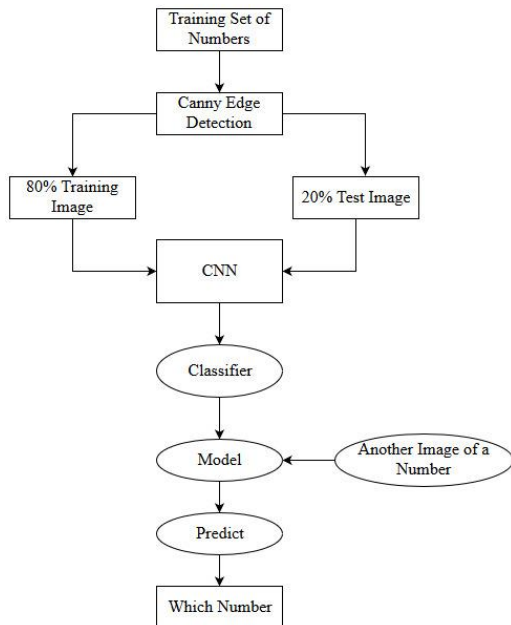 Training Set of
Numbers
Canny Edge
Detection
80% Training
Image
20% Test Image
CNN
Classifier
Model
Another Image of a
Number
Predict
Which Number